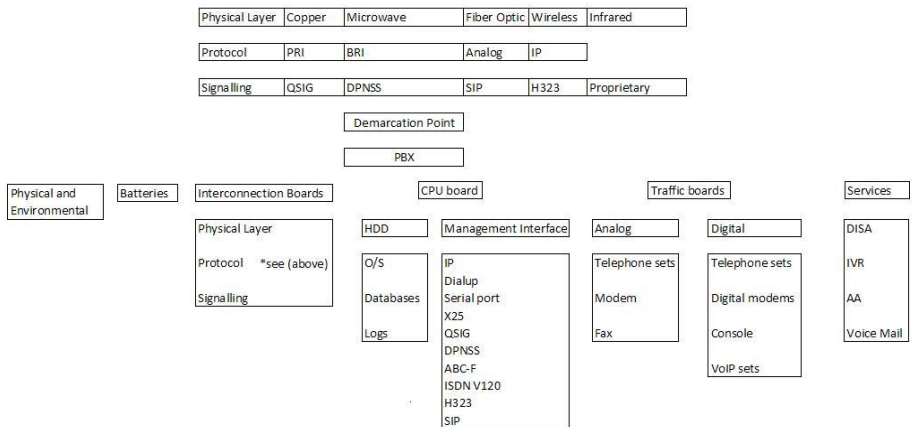 Physical Layer Copper Microwave Fiber Optic Wireless Infrared
Protocol PRI BRI Analog IP
Signalling QSIG DPNSS SIP H323 Proprietary
Demarcation Point
PBX
Physical and
Environmental
Batteries
Interconnection Boards
Physical Layer
Protocol *see (above)
Signalling
CPU board
HDD
O/S
Databases
Logs
Management Interface
IP
Dialup
Serial port
X25
QSIG
DPNSS
ABC-F
ISDN V120
H323
SIP
Traffic boards
Analog
Telephone sets
Modem
Fax
Digital
Telephone sets
Digital modems
Console
VoIP sets
Services
DISA
IVR
AA
Voice Mail